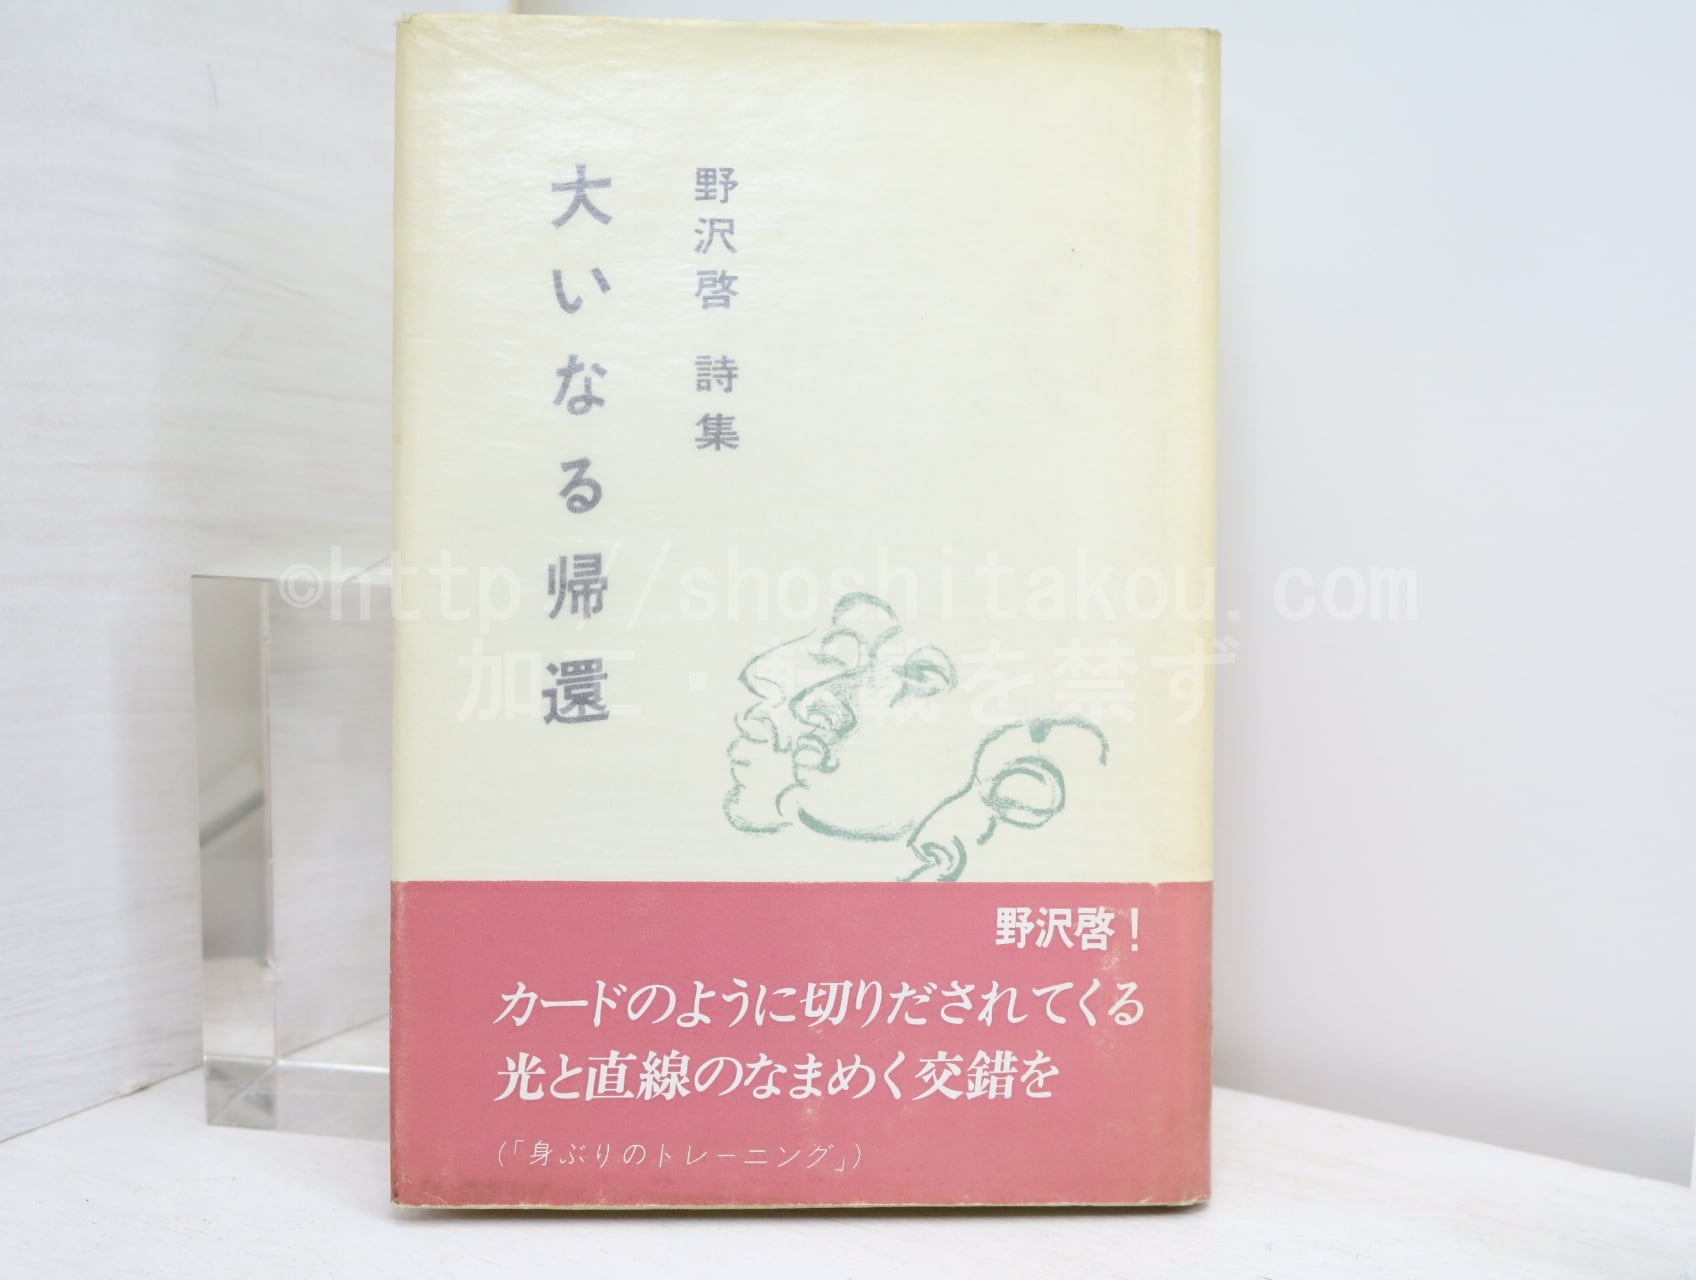 野沢啓 詩集
大いなる帰還
野沢啓！
カードのように切りだされてくる
光と直線のなまめく交錯を
(「身ぶりのトレーニング」)
©http://shoshitakou.com
加工・転載を禁ず